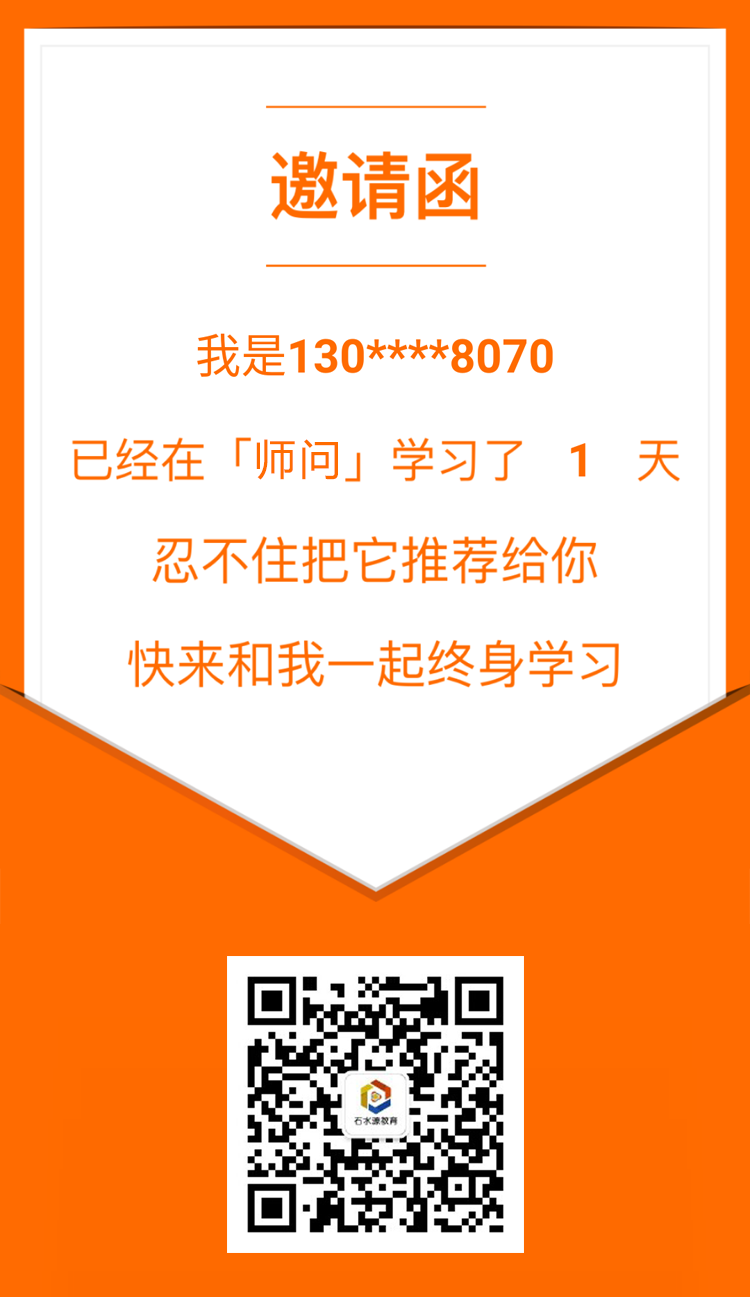 邀请函
我是130****8070
已经在「师问」学习了 1 天
忍不住把它推荐给你
快来和我一起终身学习
石水源教育